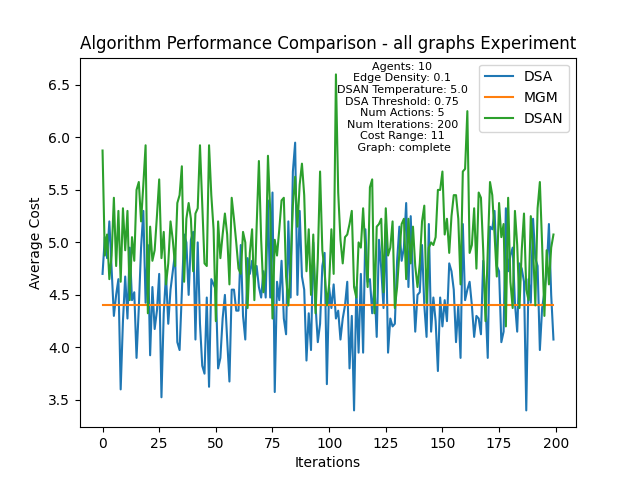 Algorithm Performance Comparison - all graphs Experiment
Agents: 10
Edge Density: 0.1
DSAN Temperature: 5.0
DSA Threshold: 0.75
Num Actions: 5
Num Iterations: 200
Cost Range: 11
Graph: complete
DSA
MGM
DSAN
Average Cost
6.5
6.0
5.5
5.0
4.5
4.0
3.5
0 25 50 75 100 125 150 175 200
Iterations